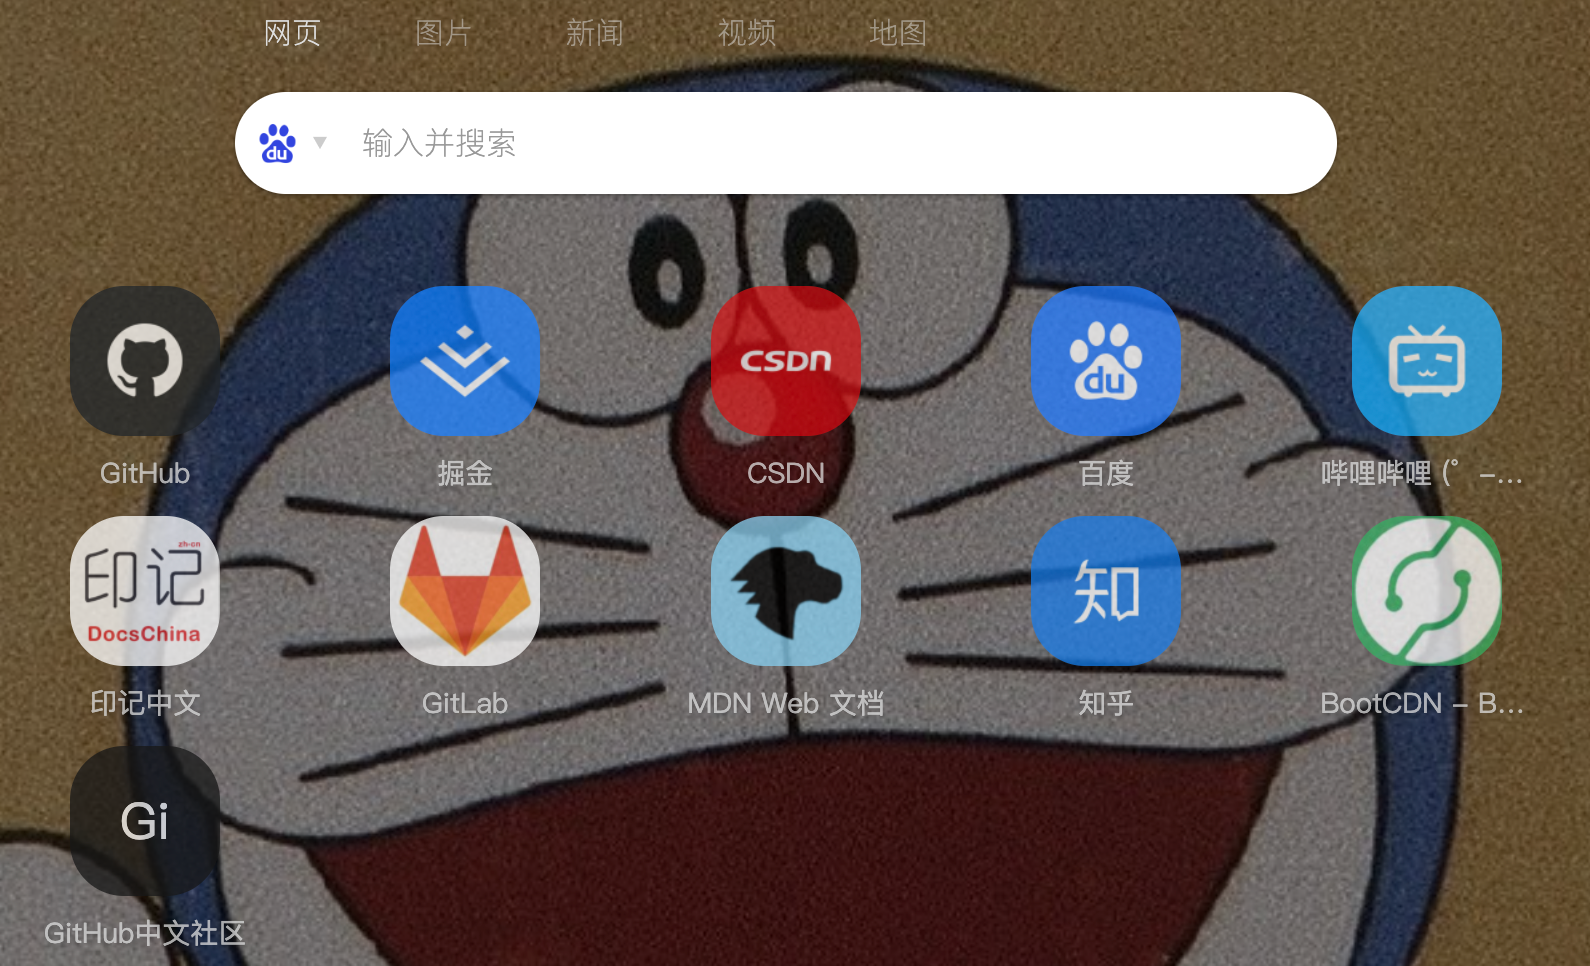 网页 图片 新闻 视频 地图
du 输入并搜索
CSDN du
GitHub 掘金 CSDN 百度 哔哩哔哩 (゜-...
zh-cn
印记 知
DocsChina
印记中文 GitLab MDN Web 文档 知乎 BootCDN - B...
Gi
GitHub中文社区